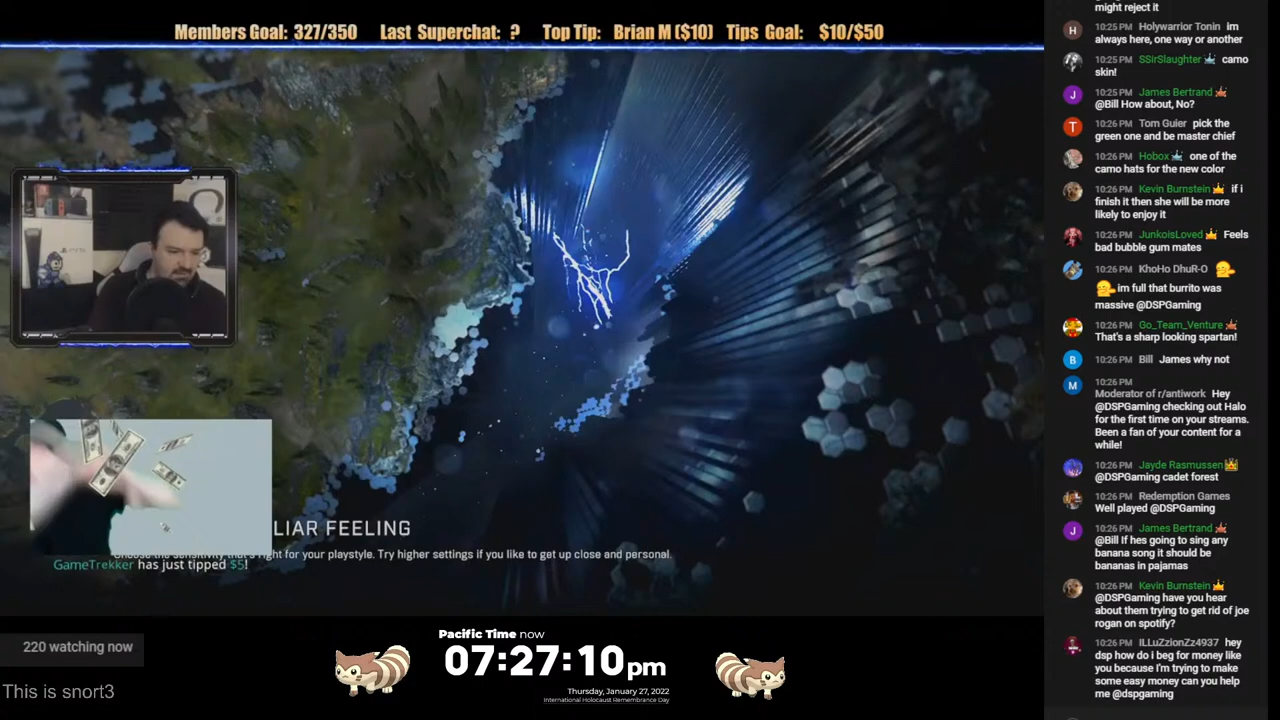 Members Goal: 327/350 Last Superchat: ? Top Tip: Brian M ($10) Tips Goal: $10/$50
LIAR FEELING
Choose the sensitivity that's right for your playstyle. Try higher settings if you like to get up close and personal.
GameTrekker has just tipped $5!
220 watching now
This is snort3
Pacific Time now
07:27:10pm
Thursday, January 27, 2022
International Holocaust Remembrance Day
might reject it
H
10:25 PM Holywarrior Tonin im
always here, one way or another
10:25 PM SSirSlaughter camo
skin!
J
10:25 PM James Bertrand
@Bill How about, No?
T
10:26 PM Tom Guier pick the
green one and be master chief
10:26 PM Hobox one of the
camo hats for the new color
10:26 PM Kevin Burnstein if i
finish it then she will be more
likely to enjoy it
10:26 PM JunkoisLoved Feels
bad bubble gum mates
10:26 PM KhoHo DhuR-O
im full that burrito was
massive @DSPGaming
10:26 PM Go_Team_Venture
That's a sharp looking spartan!
B
10:26 PM Bill James why not
M
10:26 PM
Moderator of r/antiwork Hey
@DSPGaming checking out Halo
for the first time on your streams.
Been a fan of your content for a
while!
10:26 PM Jayde Rasmussen
@DSPGaming cadet forest
10:26 PM Redemption Games
Well played @DSPGaming
J
10:26 PM James Bertrand
@Bill If hes going to sing any
banana song it should be
bananas in pajamas
10:26 PM Kevin Burnstein
@DSPGaming have you hear
about them trying to get rid of joe
rogan on spotify?
10:26 PM ILLuZzionZz4937 hey
dsp how do i beg for money like
you because i'm trying to make
some easy money can you help
me @dspgaming